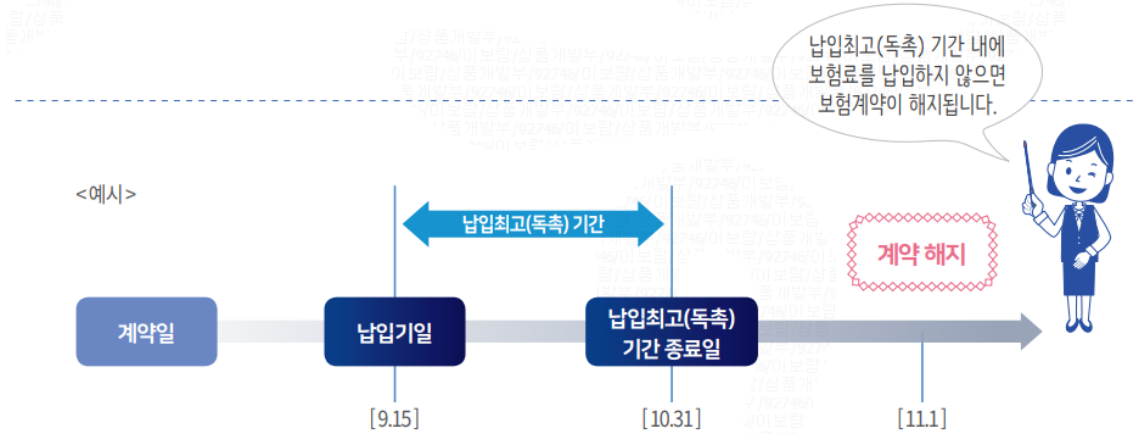 납입최고(독촉) 기간 내에
보험료를 납입하지 않으면
보험계약이 해지됩니다.
<예시>
납입최고(독촉) 기간
계약 해지
계약일
납입기일
납입최고(독촉)
기간 종료일
[9.15]
[10.31]
[11.1]